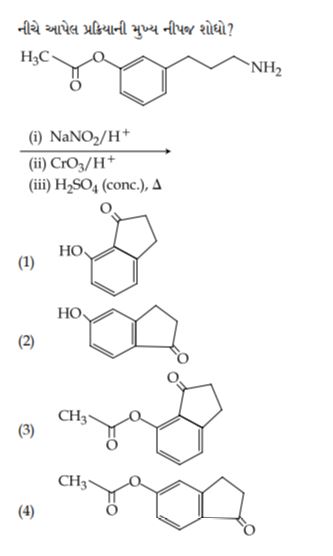 નીચે આપેલ પ્રક્રિયાની મુખ્ય નીપજ શોધો?
H₃C O O NH₂
(i) NaNO₂/H⁺
(ii) CrO₃/H⁺
(iii) H₂SO₄ (conc.), Δ
(1) HO O
(2) HO O
(3) CH₃ O O O
(4) CH₃ O O O